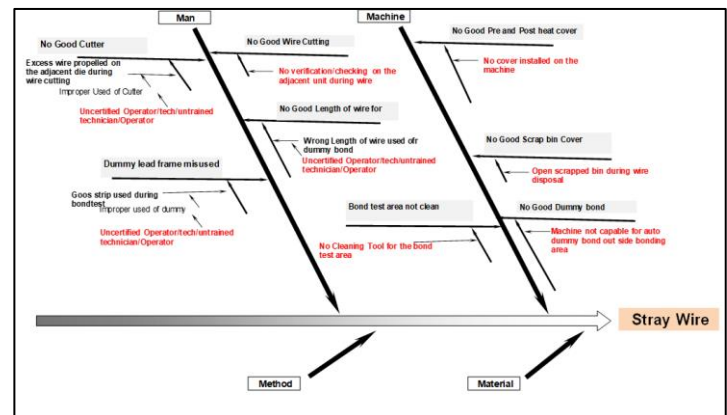 Man
Machine
No Good Cutter
Excess wire propelled on
the adjacent die during
wire cutting
Improper Used of Cutter
Uncertified Operator/tech/untrained
technician/Operator
No Good Wire Cutting
No verification/checking on the
adjacent unit during wire
No Good Length of wire for
Wrong Length of wire used ofr
dummy bond
Uncertified Operator/tech/untrained
technician/Operator
Dummy lead frame misused
Goos strip used during
bondtest
Improper used of dummy
Uncertified Operator/tech/untrained
technician/Operator
No Good Pre and Post heat cover
No cover installed on the
machine
No Good Scrap bin Cover
Open scrapped bin during wire
disposal
Bond test area not clean
No Cleaning Tool for the bond
test area
No Good Dummy bond
Machine not capable for auto
dummy bond out side bonding
area
Stray Wire
Method
Material